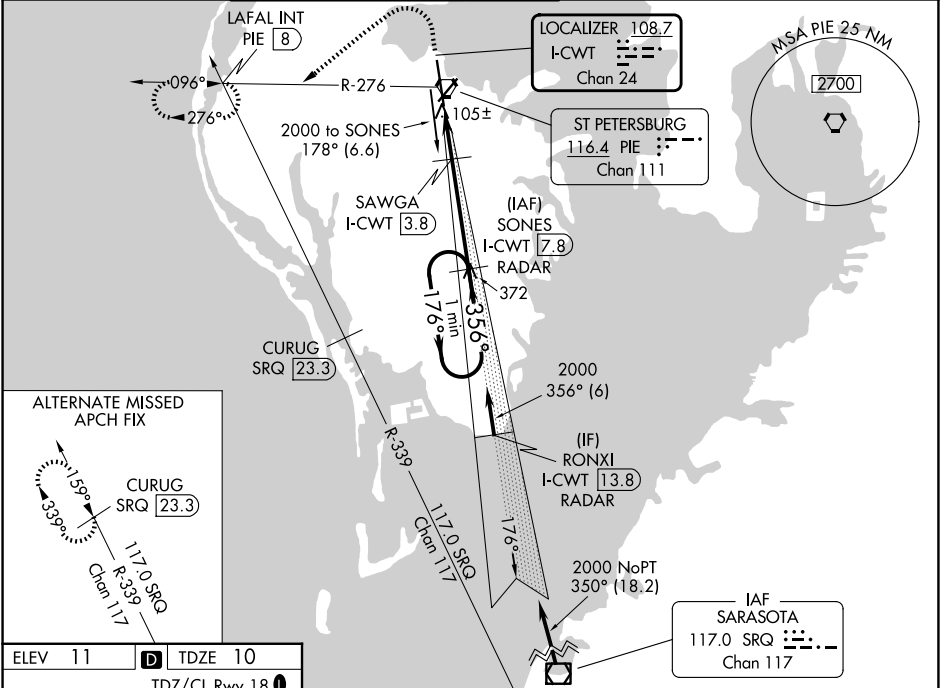 LAFAL INT
PIE 8
LOCALIZER 108.7
I-CWT
Chan 24
MSA PIE 25 NM
2700
096°
276°
R-276
105±
ST PETERSBURG
116.4 PIE
Chan 111
2000 to SONES
178° (6.6)
SAWGA
I-CWT 3.8
(IAF)
SONES
I-CWT 7.8
RADAR
372
1 min
176°
356°
CURUG
SRQ 23.3
2000
356° (6)
(IF)
RONXI
I-CWT 13.8
RADAR
R-339
117.0 SRQ
Chan 117
176°
2000 NoPT
350° (18.2)
IAF
SARASOTA
117.0 SRQ
Chan 117
ALTERNATE MISSED
APCH FIX
159°
339°
CURUG
SRQ 23.3
117.0 SRQ
R-339
Chan 117
ELEV 11 D TDZE 10
TDZ/CL Rwy 18